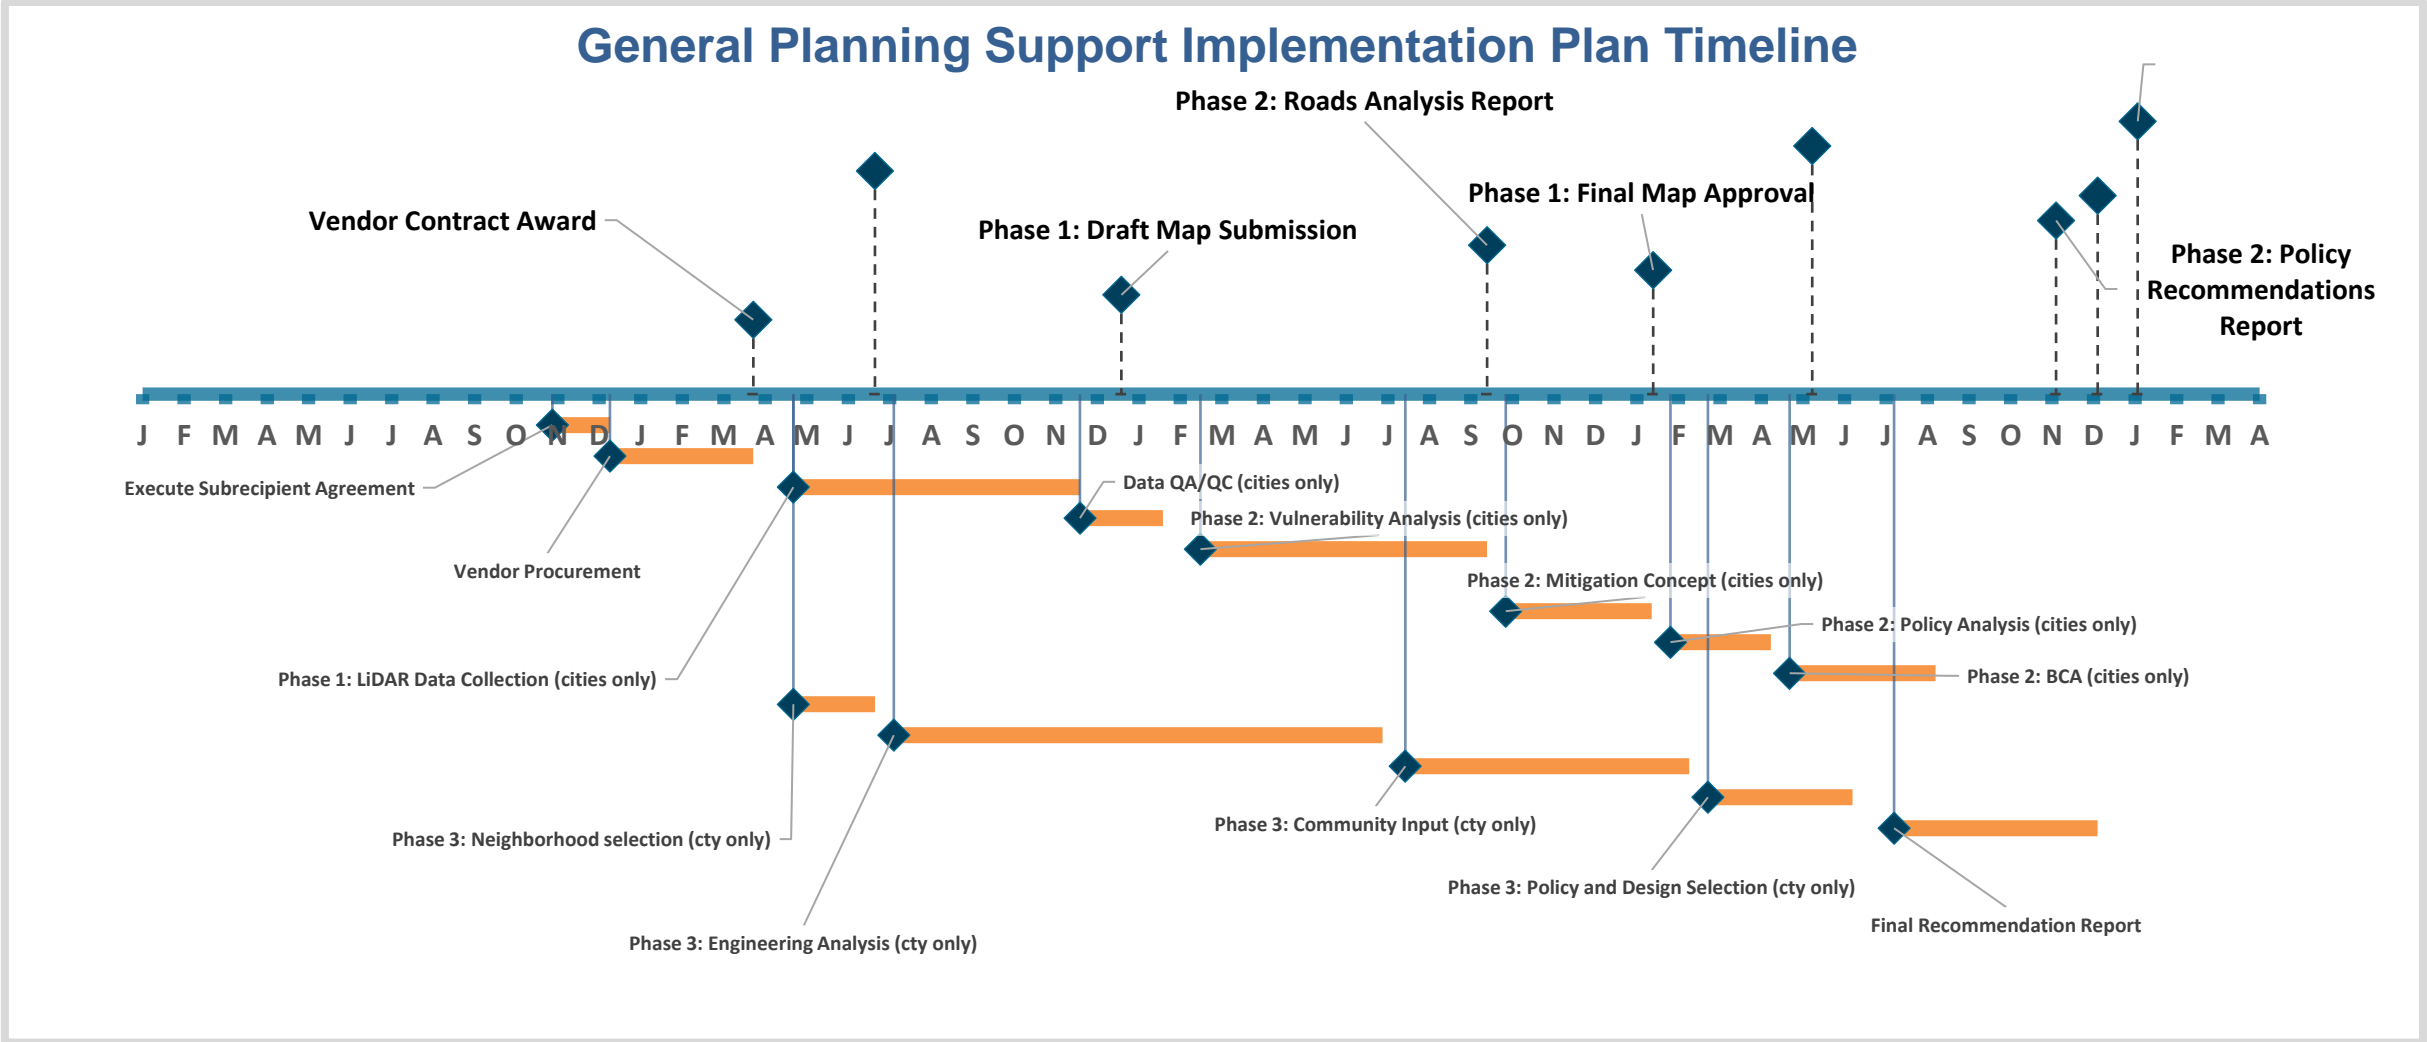 General Planning Support Implementation Plan Timeline
Phase 2: Roads Analysis Report
Phase 1: Final Map Approval
Vendor Contract Award
Phase 1: Draft Map Submission
Phase 2: Policy
Recommendations
Report
J F M A M J J A S O N D J F M A M J J A S O N D J F M A M J J A S O N D J F M A M J J A S O N D J F M A
Execute Subrecipient Agreement
Data QA/QC (cities only)
Phase 2: Vulnerability Analysis (cities only)
Vendor Procurement
Phase 2: Mitigation Concept (cities only)
Phase 2: Policy Analysis (cities only)
Phase 1: LiDAR Data Collection (cities only)
Phase 2: BCA (cities only)
Phase 3: Neighborhood selection (cty only)
Phase 3: Community Input (cty only)
Phase 3: Policy and Design Selection (cty only)
Final Recommendation Report
Phase 3: Engineering Analysis (cty only)